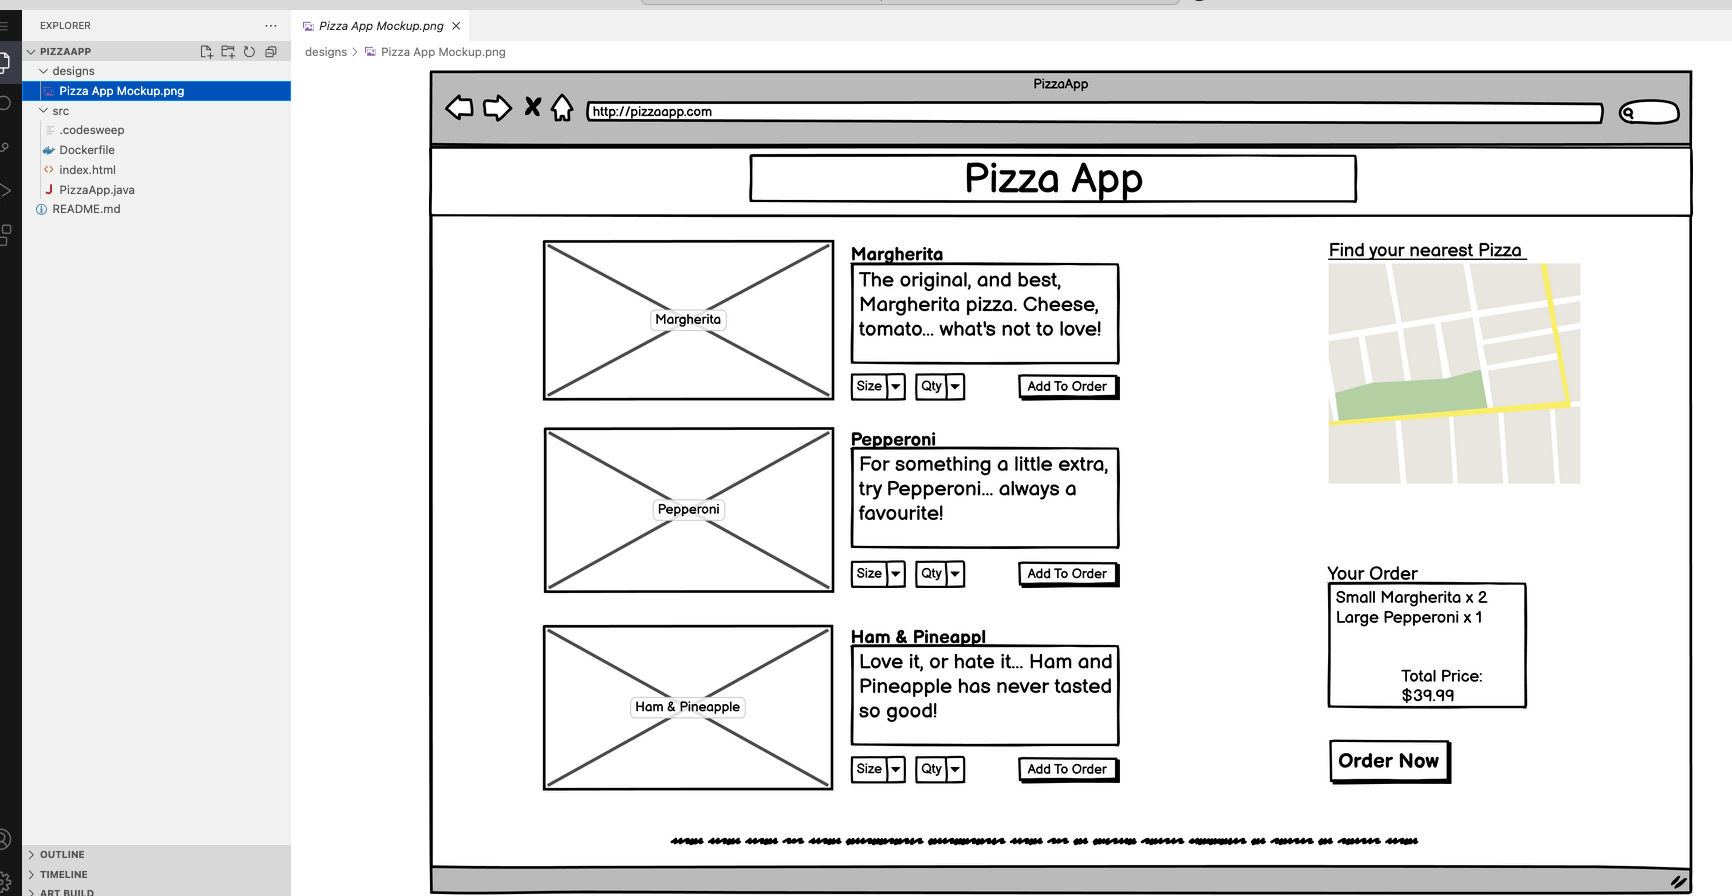 EXPLORER
PIZZAAPP
designs
Pizza App Mockup.png
src
.codesweep
Dockerfile
index.html
PizzaApp.java
README.md
OUTLINE
TIMELINE
ART BUILD
Pizza App Mockup.png
designs > Pizza App Mockup.png
PizzaApp
http://pizzaapp.com
Pizza App
Margherita
Margherita
The original, and best,
Margherita pizza. Cheese,
tomato... what's not to love!
Size Qty Add To Order
Pepperoni
Pepperoni
For something a little extra,
try Pepperoni... always a
favourite!
Size Qty Add To Order
Ham & Pineapple
Ham & Pineappl
Love it, or hate it... Ham and
Pineapple has never tasted
so good!
Size Qty Add To Order
Find your nearest Pizza
Your Order
Small Margherita x 2
Large Pepperoni x 1
Total Price:
$39.99
Order Now